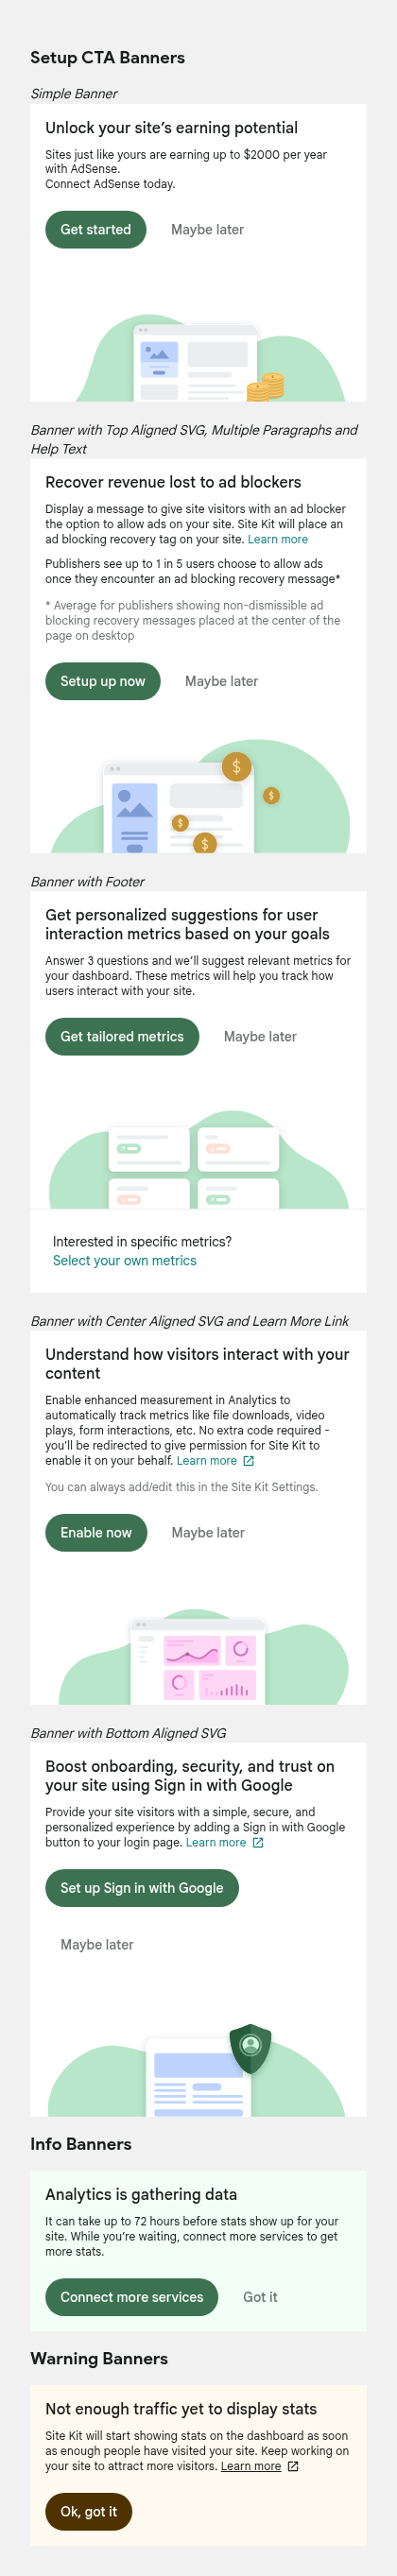 Setup CTA Banners
Simple Banner
Unlock your site’s earning potential
Sites just like yours are earning up to $2000 per year
with AdSense.
Connect AdSense today.
Get started
Maybe later
Banner with Top Aligned SVG, Multiple Paragraphs and
Help Text
Recover revenue lost to ad blockers
Display a message to give site visitors with an ad blocker
the option to allow ads on your site. Site Kit will place an
ad blocking recovery tag on your site. Learn more
Publishers see up to 1 in 5 users choose to allow ads
once they encounter an ad blocking recovery message*
* Average for publishers showing non-dismissible ad
blocking recovery messages placed at the center of the
page on desktop
Setup up now
Maybe later
$
$
$
$
Banner with Footer
Get personalized suggestions for user
interaction metrics based on your goals
Answer 3 questions and we’ll suggest relevant metrics for
your dashboard. These metrics will help you track how
users interact with your site.
Get tailored metrics
Maybe later
Interested in specific metrics?
Select your own metrics
Banner with Center Aligned SVG and Learn More Link
Understand how visitors interact with your
content
Enable enhanced measurement in Analytics to
automatically track metrics like file downloads, video
plays, form interactions, etc. No extra code required -
you’ll be redirected to give permission for Site Kit to
enable it on your behalf. Learn more
You can always add/edit this in the Site Kit Settings.
Enable now
Maybe later
Banner with Bottom Aligned SVG
Boost onboarding, security, and trust on
your site using Sign in with Google
Provide your site visitors with a simple, secure, and
personalized experience by adding a Sign in with Google
button to your login page. Learn more
Set up Sign in with Google
Maybe later
Info Banners
Analytics is gathering data
It can take up to 72 hours before stats show up for your
site. While you’re waiting, connect more services to get
more stats.
Connect more services
Got it
Warning Banners
Not enough traffic yet to display stats
Site Kit will start showing stats on the dashboard as soon
as enough people have visited your site. Keep working on
your site to attract more visitors. Learn more
Ok, got it